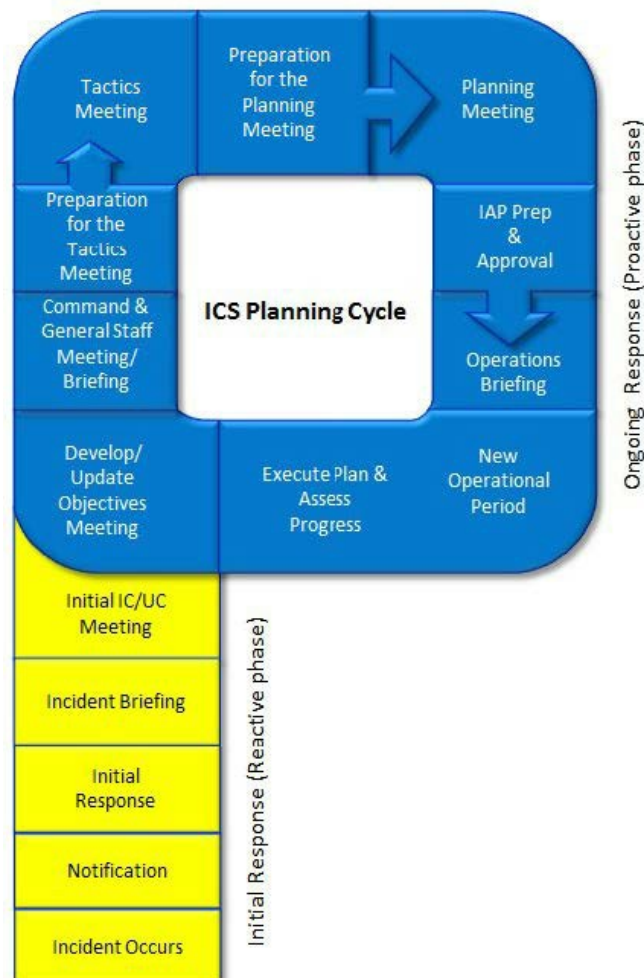 Tactics
Meeting
Preparation
for the
Planning
Meeting
Planning
Meeting
Preparation
for the
Tactics
Meeting
IAP Prep
&
Approval
ICS Planning Cycle
Command &
General Staff
Meeting/
Briefing
Operations
Briefing
Develop/
Update
Objectives
Meeting
Execute Plan &
Assess
Progress
New
Operational
Period
Ongoing Response (Proactive phase)
Initial IC/UC
Meeting
Incident Briefing
Initial
Response
Notification
Incident Occurs
Initial Response (Reactive phase)